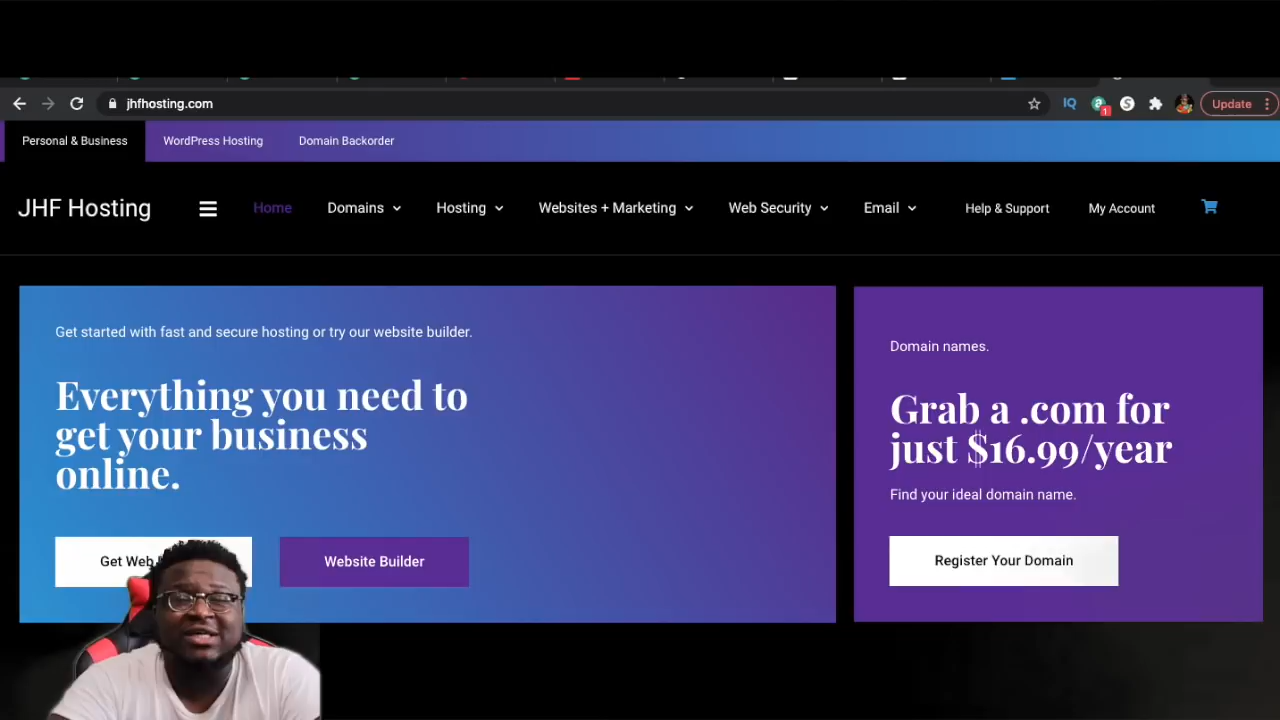 jhfhosting.com
IQ
1
S
Update
Personal & Business
WordPress Hosting
Domain Backorder
JHF Hosting
Home
Domains
Hosting
Websites + Marketing
Web Security
Email
Help & Support
My Account
Get started with fast and secure hosting or try our website builder.
Everything you need to
get your business
online.
Get Web
Website Builder
Domain names.
Grab a .com for
just $16.99/year
Find your ideal domain name.
Register Your Domain